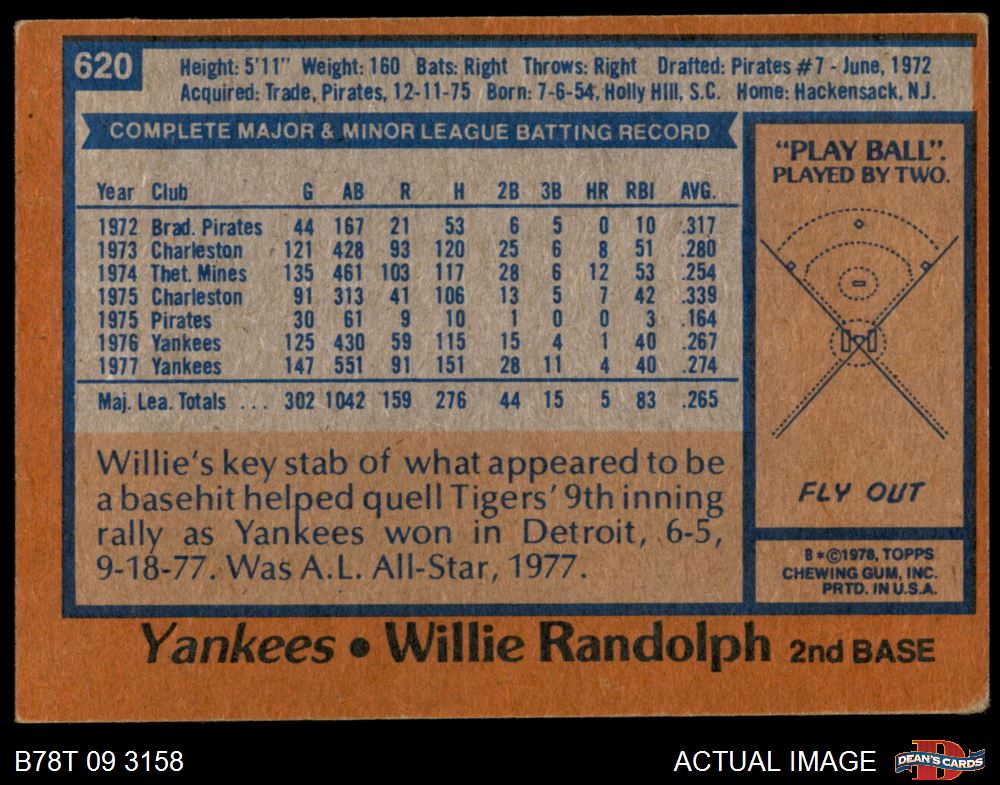 620
Height: 5'11" Weight: 160 Bats: Right Throws: Right Drafted: Pirates #7 - June, 1972
Acquired: Trade, Pirates, 12-11-75 Born: 7-6-54, Holly Hill, S.C. Home: Hackensack, N.J.
COMPLETE MAJOR & MINOR LEAGUE BATTING RECORD
Year Club G AB R H 2B 3B HR RBI AVG.
1972 Brad. Pirates 44 167 21 53 6 5 0 10 .317
1973 Charleston 121 428 93 120 25 6 8 51 .280
1974 Thet. Mines 135 461 103 117 28 6 12 53 .254
1975 Charleston 91 313 41 106 13 5 7 42 .339
1975 Pirates 30 61 9 10 1 0 0 3 .164
1976 Yankees 125 430 59 115 15 4 1 40 .267
1977 Yankees 147 551 91 151 28 11 4 40 .274
Maj. Lea. Totals ... 302 1042 159 276 44 15 5 83 .265
Willie's key stab of what appeared to be
a basehit helped quell Tigers' 9th inning
rally as Yankees won in Detroit, 6-5,
9-18-77. Was A.L. All-Star, 1977.
"PLAY BALL".
PLAYED BY TWO.
FLY OUT
B*©1978, TOPPS
CHEWING GUM, INC.
PRTD. IN U.S.A.
Yankees • Willie Randolph 2nd BASE
B78T 09 3158
ACTUAL IMAGE
D
DEAN'S CARDS